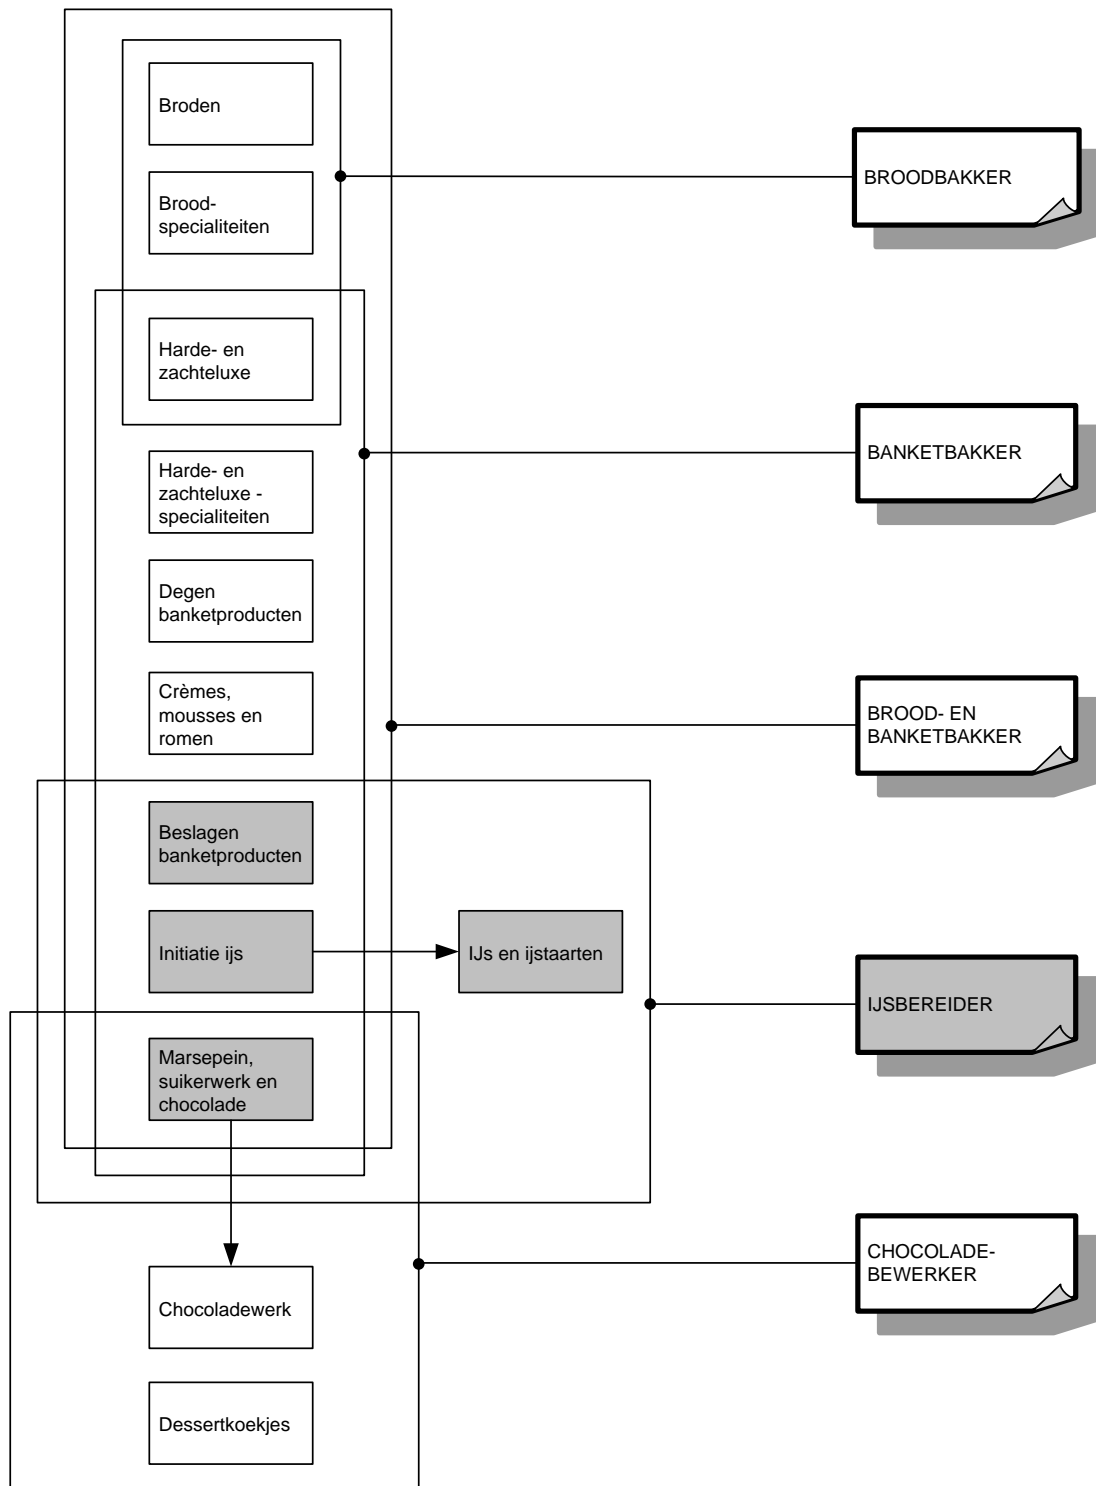 Broden
Brood-
specialiteiten
Harde- en
zachteluxe
Harde- en
zachteluxe -
specialiteiten
Degen
banketproducten
Crèmes,
mousses en
romen
Beslagen
banketproducten
Initiatie ijs
IJs en ijstaarten
Marsepein,
suikerwerk en
chocolade
Chocoladewerk
Dessertkoekjes
BROODBAKKER
BANKETBAKKER
BROOD- EN
BANKETBAKKER
IJSBEREIDER
CHOCOLADE-
BEWERKER